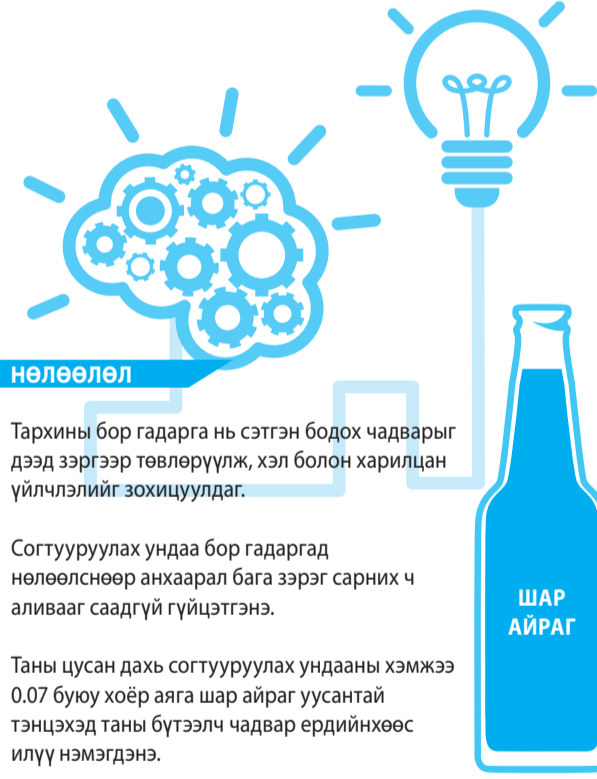 НӨЛӨӨЛӨЛ
Тархины бор гадарга нь сэтгэн бодох чадварыг
дээд зэргээр төвлөрүүлж, хэл болон харилцан
үйлчлэлийг зохицуулдаг.
Согтууруулах ундаа бор гадаргад
нөлөөлснөөр анхаарал бага зэрэг сарних ч
аливааг саадгүй гүйцэтгэнэ.
Таны цусан дахь согтууруулах ундааны хэмжээ
0.07 буюу хоёр аяга шар айраг уусантай
тэнцэхэд таны бүтээлч чадвар ердийнхөөс
илүү нэмэгдэнэ.
ШАР
АЙРАГ